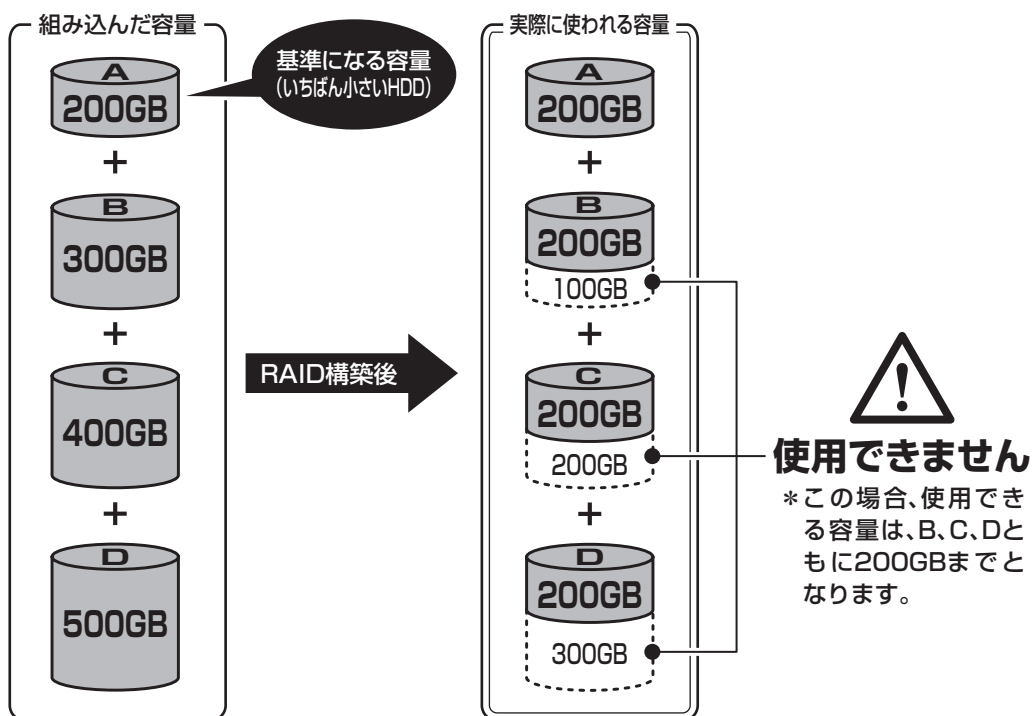 組み込んだ容量
A
200GB
+
B
300GB
+
C
400GB
+
D
500GB
基準になる容量
(いちばん小さいHDD)
RAID構築後
実際に使われる容量
A
200GB
+
B
200GB
100GB
+
C
200GB
200GB
+
D
200GB
300GB
使用できません
*この場合、使用でき
る容量は、B、C、Dと
もに200GBまでと
なります。